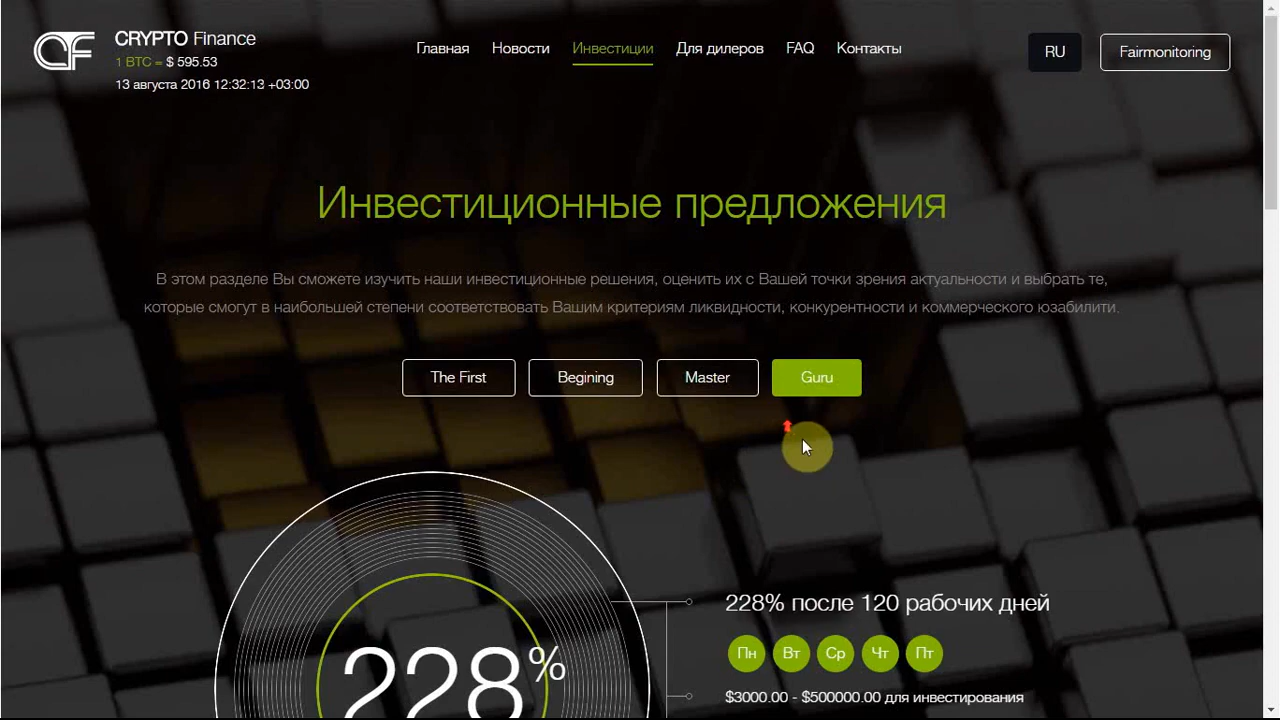 CF
CRYPTO Finance
1 BTC = $ 595.53
13 августа 2016 12:32:13 +03:00
Главная Новости Инвестиции Для дилеров FAQ Контакты
RU
Fairmonitoring
Инвестиционные предложения
В этом разделе Вы сможете изучить наши инвестиционные решения, оценить их с Вашей точки зрения актуальности и выбрать те,
которые смогут в наибольшей степени соответствовать Вашим критериям ликвидности, конкурентности и коммерческого юзабилити.
The First Begining Master Guru
228%
228% после 120 рабочих дней
Пн Вт Ср Чт Пт
$3000.00 - $500000.00 для инвестирования